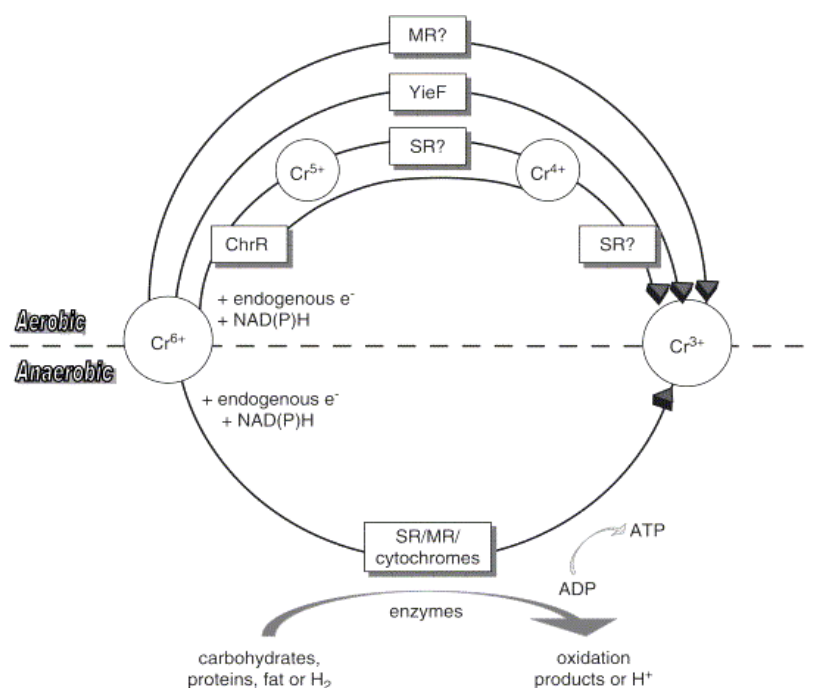 MR?
YieF
SR?
Cr⁵⁺
Cr⁴⁺
ChrR
SR?
+ endogenous e⁻
+ NAD(P)H
Aerobic
Cr⁶⁺
Cr³⁺
Anaerobic
+ endogenous e⁻
+ NAD(P)H
SR/MR/
cytochromes
ATP
ADP
enzymes
carbohydrates,
proteins, fat or H₂
oxidation
products or H⁺